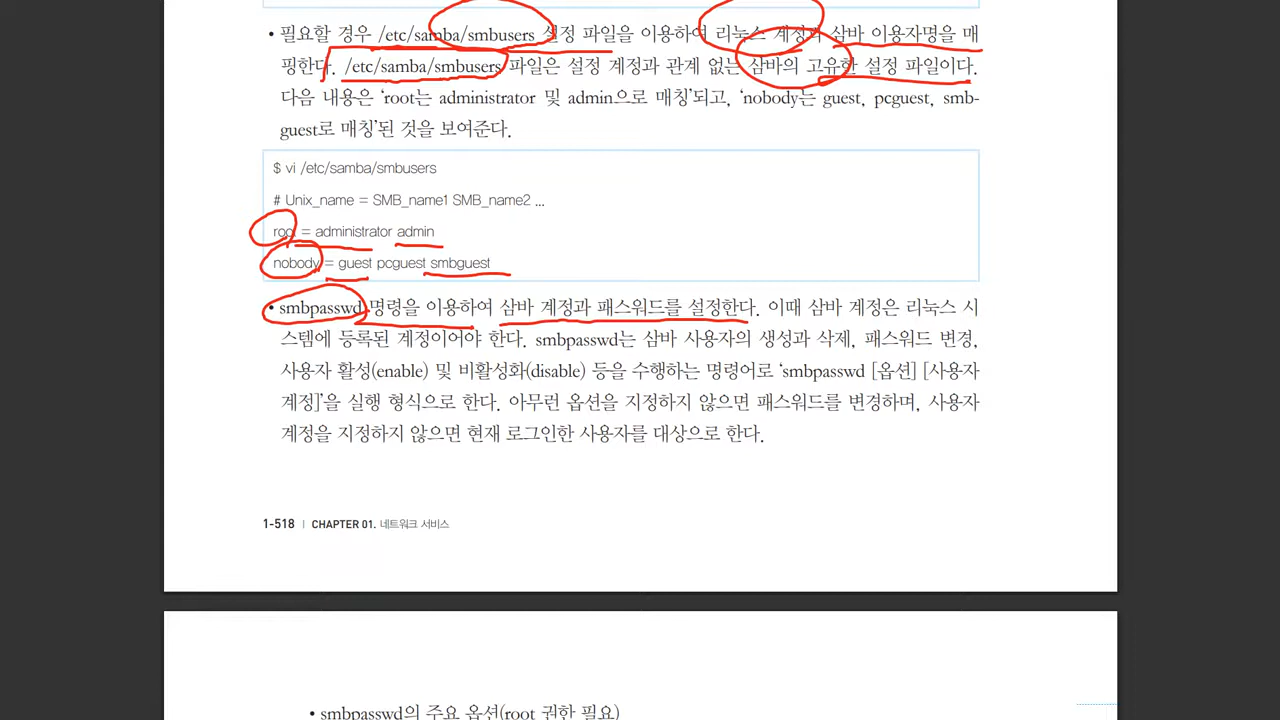 • 필요할 경우 /etc/samba/smbusers 설정 파일을 이용하여 리눅스 계정과 삼바 이용자명을 매
핑한다. /etc/samba/smbusers 파일은 설정 계정과 관계 없는 삼바의 고유한 설정 파일이다.
다음 내용은 ‘root는 administrator 및 admin으로 매칭’되고, ‘nobody는 guest, pcguest, smb-
guest로 매칭’된 것을 보여준다.
$ vi /etc/samba/smbusers
# Unix_name = SMB_name1 SMB_name2 ...
root = administrator admin
nobody = guest pcguest smbguest
• smbpasswd 명령을 이용하여 삼바 계정과 패스워드를 설정한다. 이때 삼바 계정은 리눅스 시
스템에 등록된 계정이어야 한다. smbpasswd는 삼바 사용자의 생성과 삭제, 패스워드 변경,
사용자 활성(enable) 및 비활성화(disable) 등을 수행하는 명령어로 ‘smbpasswd [옵션] [사용자
계정]’을 실행 형식으로 한다. 아무런 옵션을 지정하지 않으면 패스워드를 변경하며, 사용자
계정을 지정하지 않으면 현재 로그인한 사용자를 대상으로 한다.
1-518 | CHAPTER 01. 네트워크 서비스
• smbpasswd의 주요 옵션(root 권한 필요)